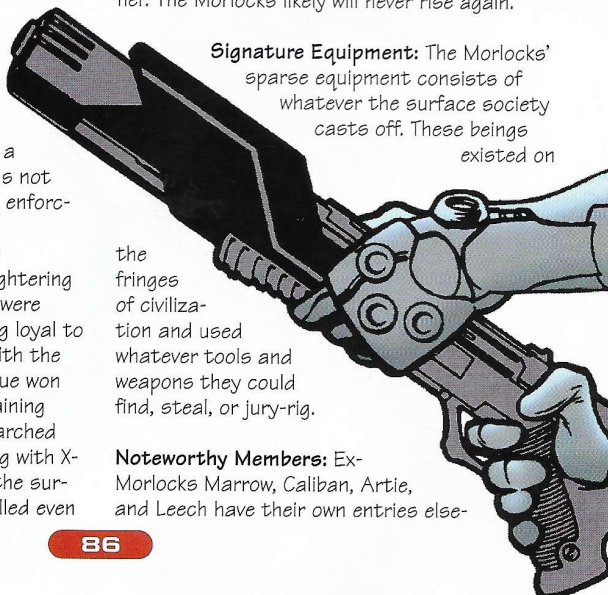 The Morlocks likely will never rise again.
a
s not
enforc-
ghtering
were
g loyal to
ith the
ue won
aining
arched
g with X-
the sur-
lled even
Signature Equipment: The Morlocks'
sparse equipment consists of
whatever the surface society
casts off. These beings
existed on
the
fringes
of civiliza-
tion and used
whatever tools and
weapons they could
find, steal, or jury-rig.
Noteworthy Members: Ex-
Morlocks Marrow, Caliban, Artie,
and Leech have their own entries else-
86